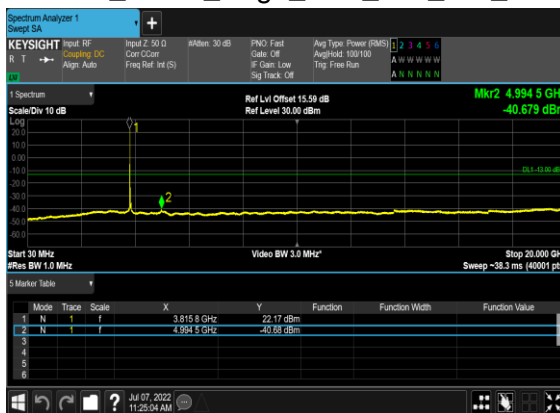 Spectrum Analyzer 1
Swept SA
+
KEYSIGHT
R T
LU
Input: RF
Coupling: DC
Align: Auto
Input Z: 50 Ω
Corr CCorr
Freq Ref: Int (S)
#Atten: 30 dB
PNO: Fast
Gate: Off
IF Gain: Low
Sig Track: Off
Avg Type: Power (RMS)
Avg|Hold: 100/100
Trig: Free Run
1 2 3 4 5 6
A W W W W W
A N N N N N
1 Spectrum
Scale/Div 10 dB
Ref Lvl Offset 15.59 dB
Ref Level 30.00 dBm
Mkr2 4.994 5 GH
-40.679 dBr
Log
20.0
10.0
0.00
-10.0
-20.0
-30.0
-40.0
-50.0
-60.0
1
2
DL1 -13.00 dB
Start 30 MHz
#Res BW 1.0 MHz
Video BW 3.0 MHz*
Stop 20.000 GH
Sweep ~38.3 ms (40001 pt
5 Marker Table
Mode Trace Scale X Y Function Function Width Function Value
1 N 1 f 3.815 8 GHz 22.17 dBm
2 N 1 f 4.994 5 GHz -40.68 dBm
3
4
5
6
?
Jul 07, 2022
11:25:04 AM